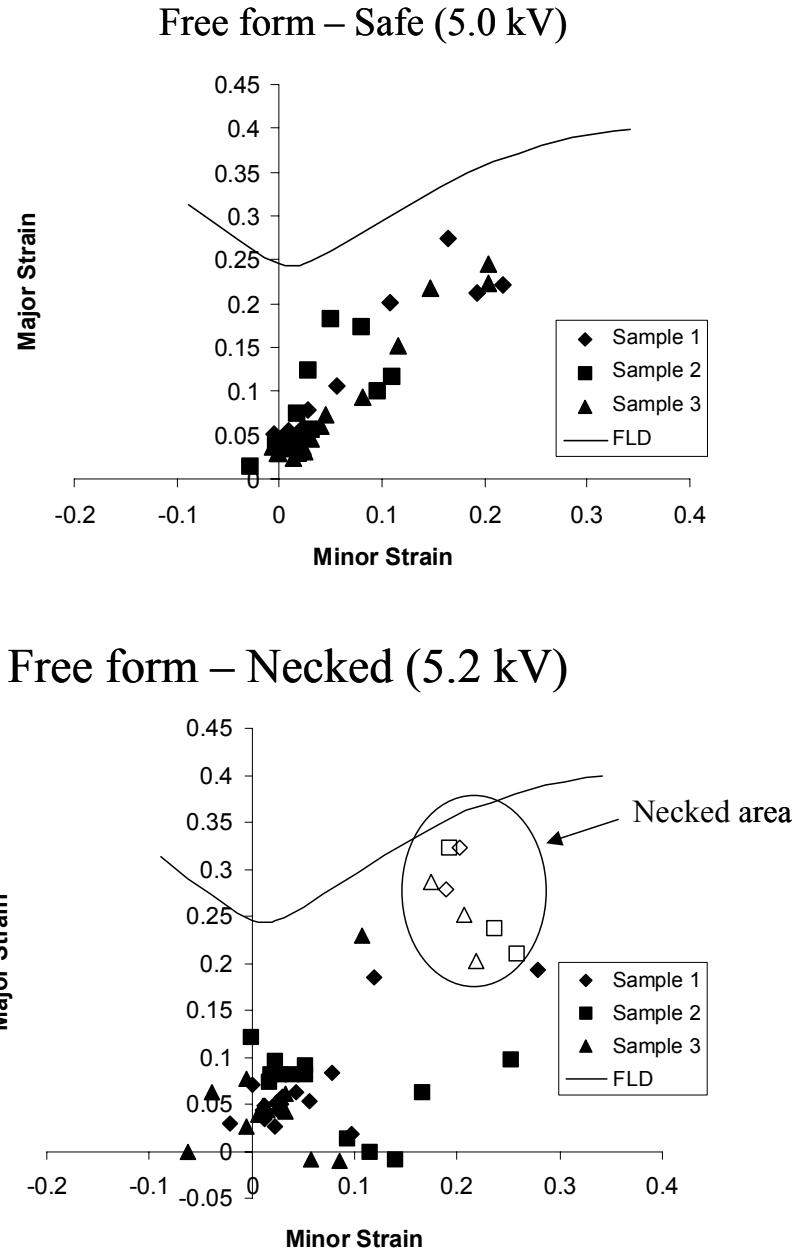 Free form – Safe (5.0 kV)
0.45
0.4
0.35
0.3
0.25
0.2
0.15
0.1
0.05
0
Major Strain
-0.2 -0.1 0 0.1 0.2 0.3 0.4
Minor Strain
Sample 1
Sample 2
Sample 3
FLD
Free form – Necked (5.2 kV)
0.45
0.4
0.35
0.3
0.25
0.2
0.15
0.1
0.05
0
-0.05
Major Strain
Necked area
Sample 1
Sample 2
Sample 3
FLD
-0.2 -0.1 0 0.1 0.2 0.3 0.4
Minor Strain